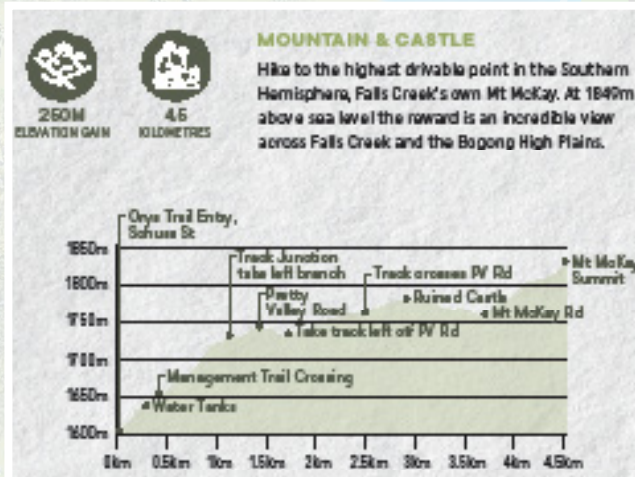 MOUNTAIN & CASTLE
Hike to the highest drivable point in the Southern
Hemisphere, Falls Creek's own Mt McKay. At 1849m
above sea level the reward is an incredible view
across Falls Creek and the Bogong High Plains.
250M
ELEVATION GAIN
4.5
KILOMETRES
Trail Entry,
St
1850m
1800m
1750m
1700m
1650m
1600m
Track Junction
take left branch
Pretty
Valley Road
Track crosses PV Rd
Ruined Castle
Mt McKay Rd
Mt McKay
Summit
Take track left off PV Rd
Management Trail Crossing
Water Tanks
0km 0.5km 1km 1.5km 2km 2.5km 3km 3.5km 4km 4.5km